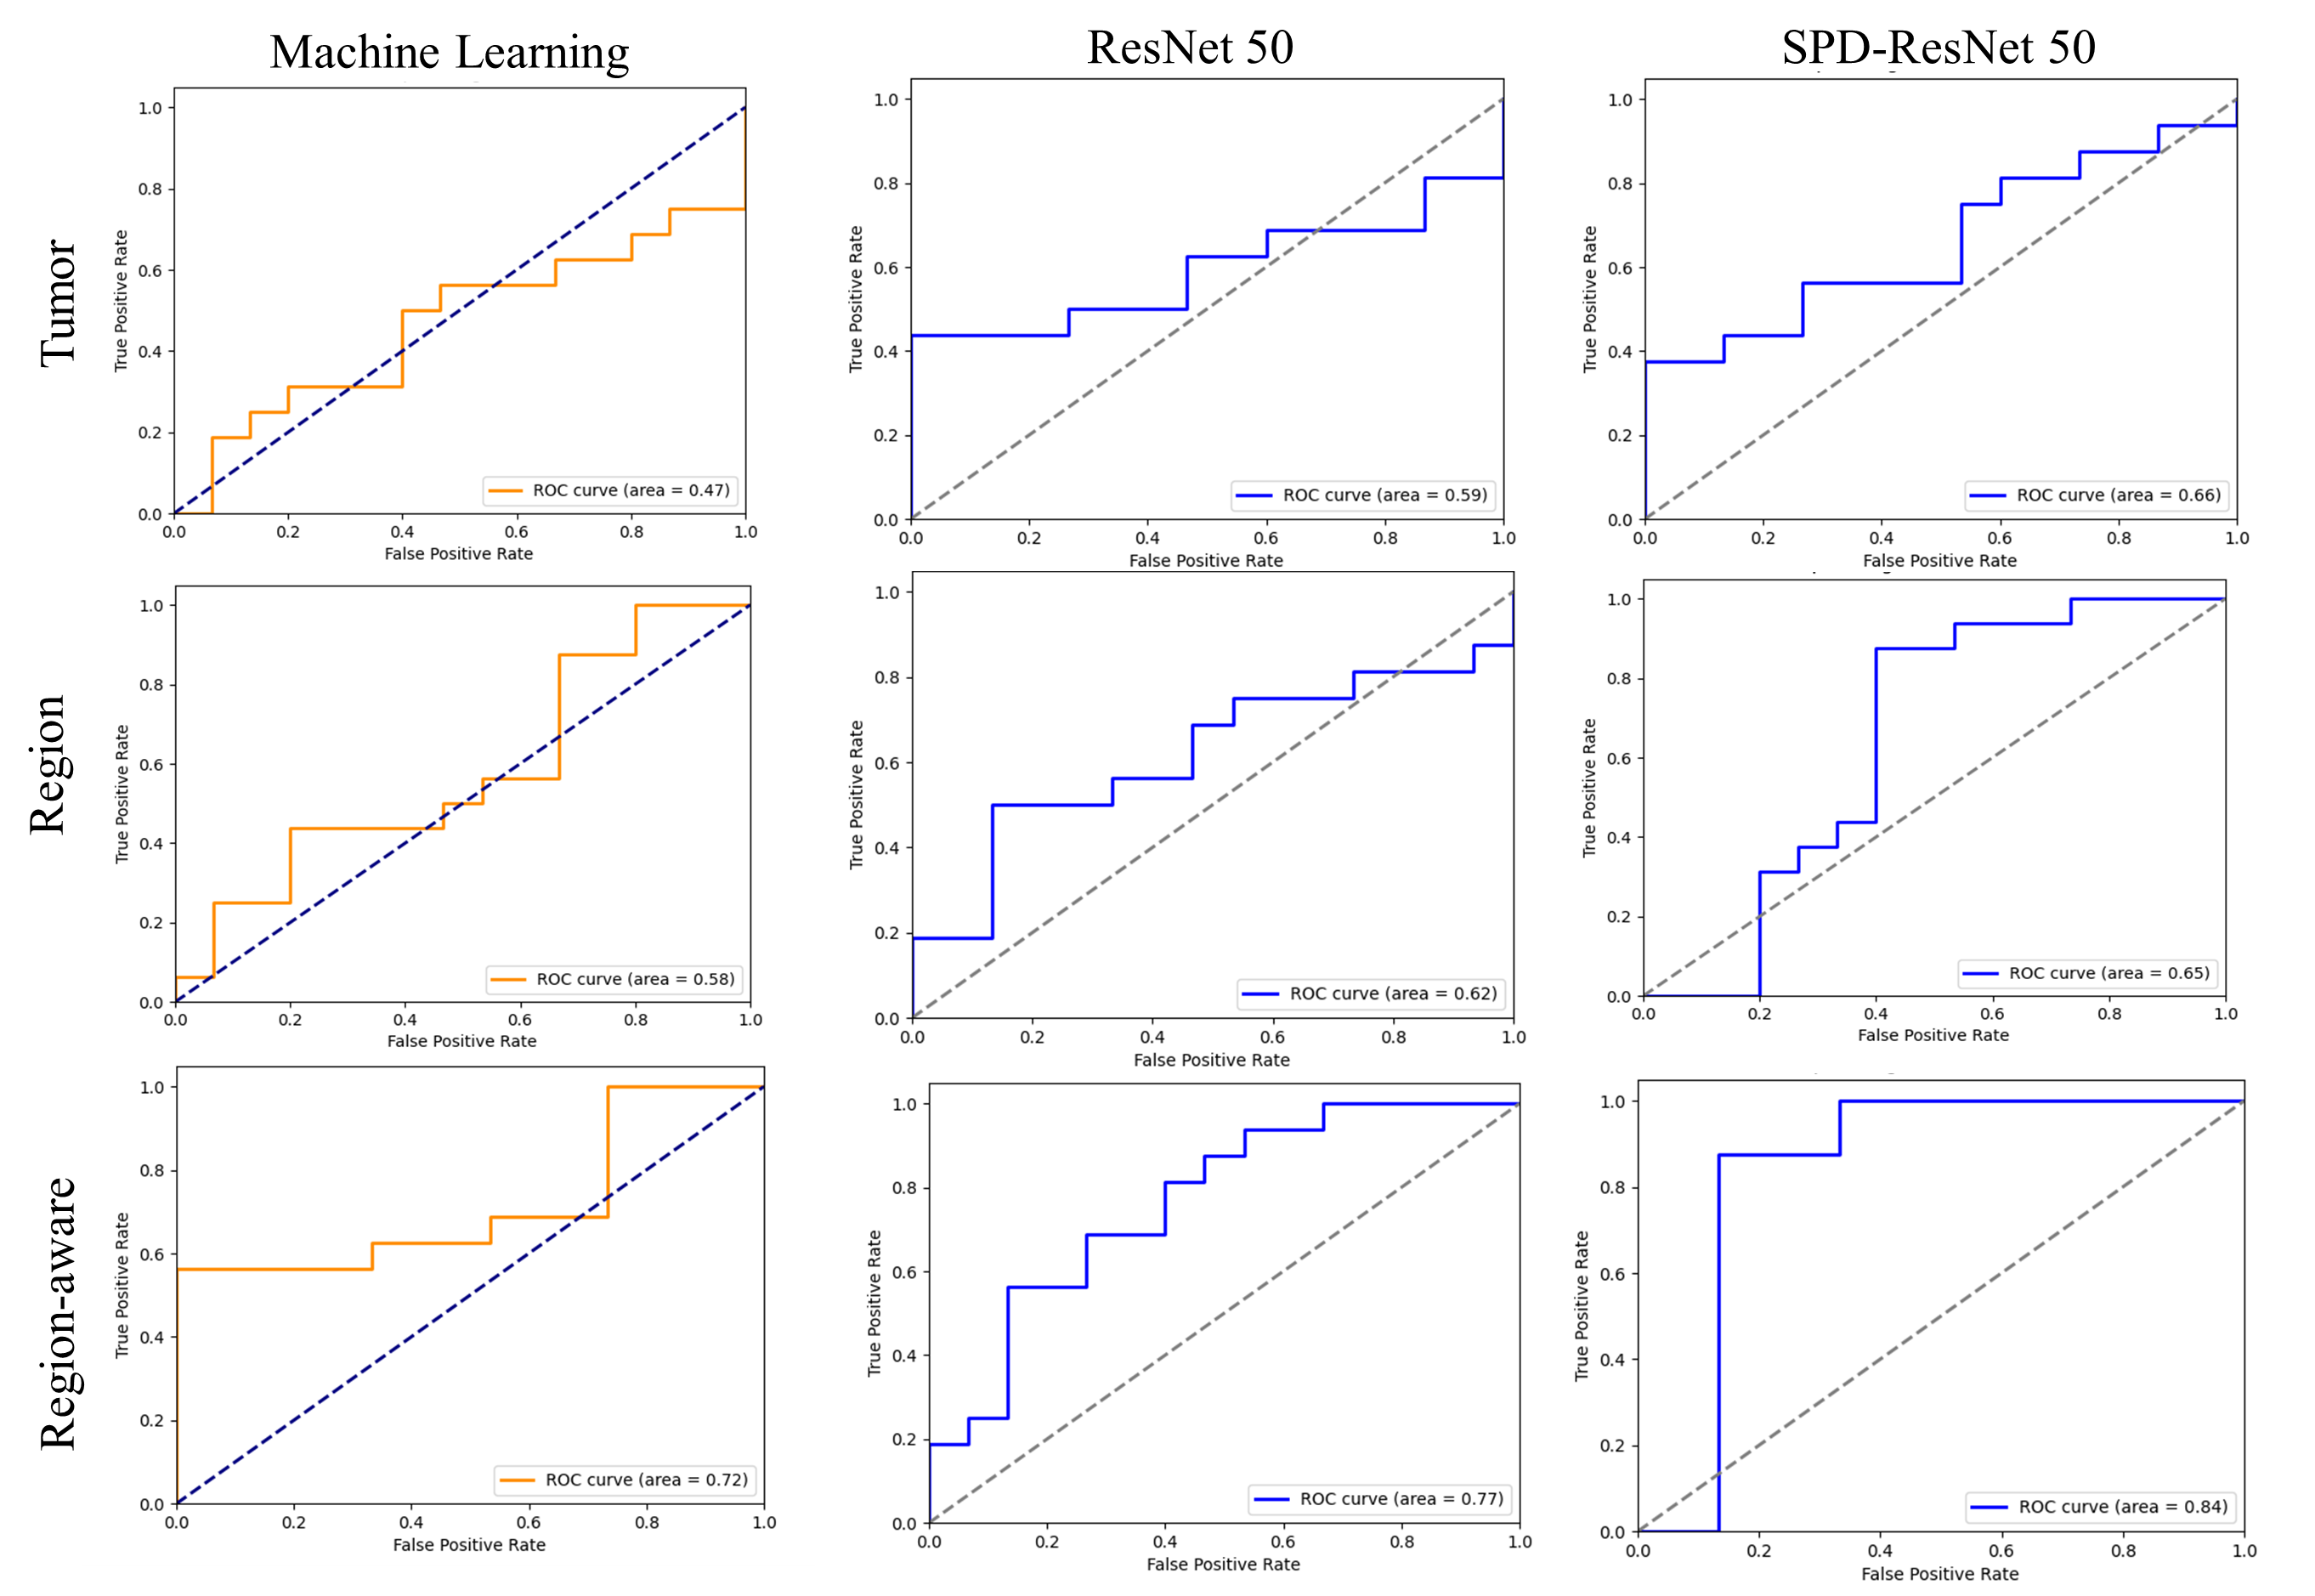 Machine Learning
ResNet 50
SPD-ResNet 50
Tumor
True Positive Rate
1.0
0.8
0.6
0.4
0.2
0.0
ROC curve (area = 0.47)
0.0 0.2 0.4 0.6 0.8 1.0
False Positive Rate
True Positive Rate
1.0
0.8
0.6
0.4
0.2
0.0
ROC curve (area = 0.59)
0.0 0.2 0.4 0.6 0.8 1.0
False Positive Rate
True Positive Rate
1.0
0.8
0.6
0.4
0.2
0.0
ROC curve (area = 0.66)
0.0 0.2 0.4 0.6 0.8 1.0
False Positive Rate
Region
True Positive Rate
1.0
0.8
0.6
0.4
0.2
0.0
ROC curve (area = 0.58)
0.0 0.2 0.4 0.6 0.8 1.0
False Positive Rate
True Positive Rate
1.0
0.8
0.6
0.4
0.2
0.0
ROC curve (area = 0.62)
0.0 0.2 0.4 0.6 0.8 1.0
False Positive Rate
True Positive Rate
1.0
0.8
0.6
0.4
0.2
0.0
ROC curve (area = 0.65)
0.0 0.2 0.4 0.6 0.8 1.0
False Positive Rate
Region-aware
True Positive Rate
1.0
0.8
0.6
0.4
0.2
0.0
ROC curve (area = 0.72)
0.0 0.2 0.4 0.6 0.8 1.0
False Positive Rate
True Positive Rate
1.0
0.8
0.6
0.4
0.2
0.0
ROC curve (area = 0.77)
0.0 0.2 0.4 0.6 0.8 1.0
False Positive Rate
True Positive Rate
1.0
0.8
0.6
0.4
0.2
0.0
ROC curve (area = 0.84)
0.0 0.2 0.4 0.6 0.8 1.0
False Positive Rate